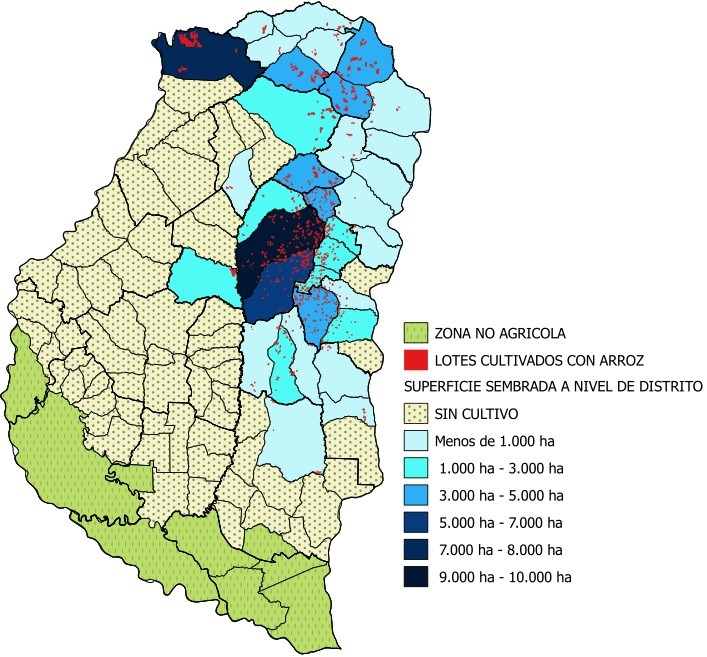 ZONA NO AGRICOLA
LOTES CULTIVADOS CON ARROZ
SUPERFICIE SEMBRADA A NIVEL DE DISTRITO
SIN CULTIVO
Menos de 1.000 ha
1.000 ha - 3.000 ha
3.000 ha - 5.000 ha
5.000 ha - 7.000 ha
7.000 ha - 8.000 ha
9.000 ha - 10.000 ha